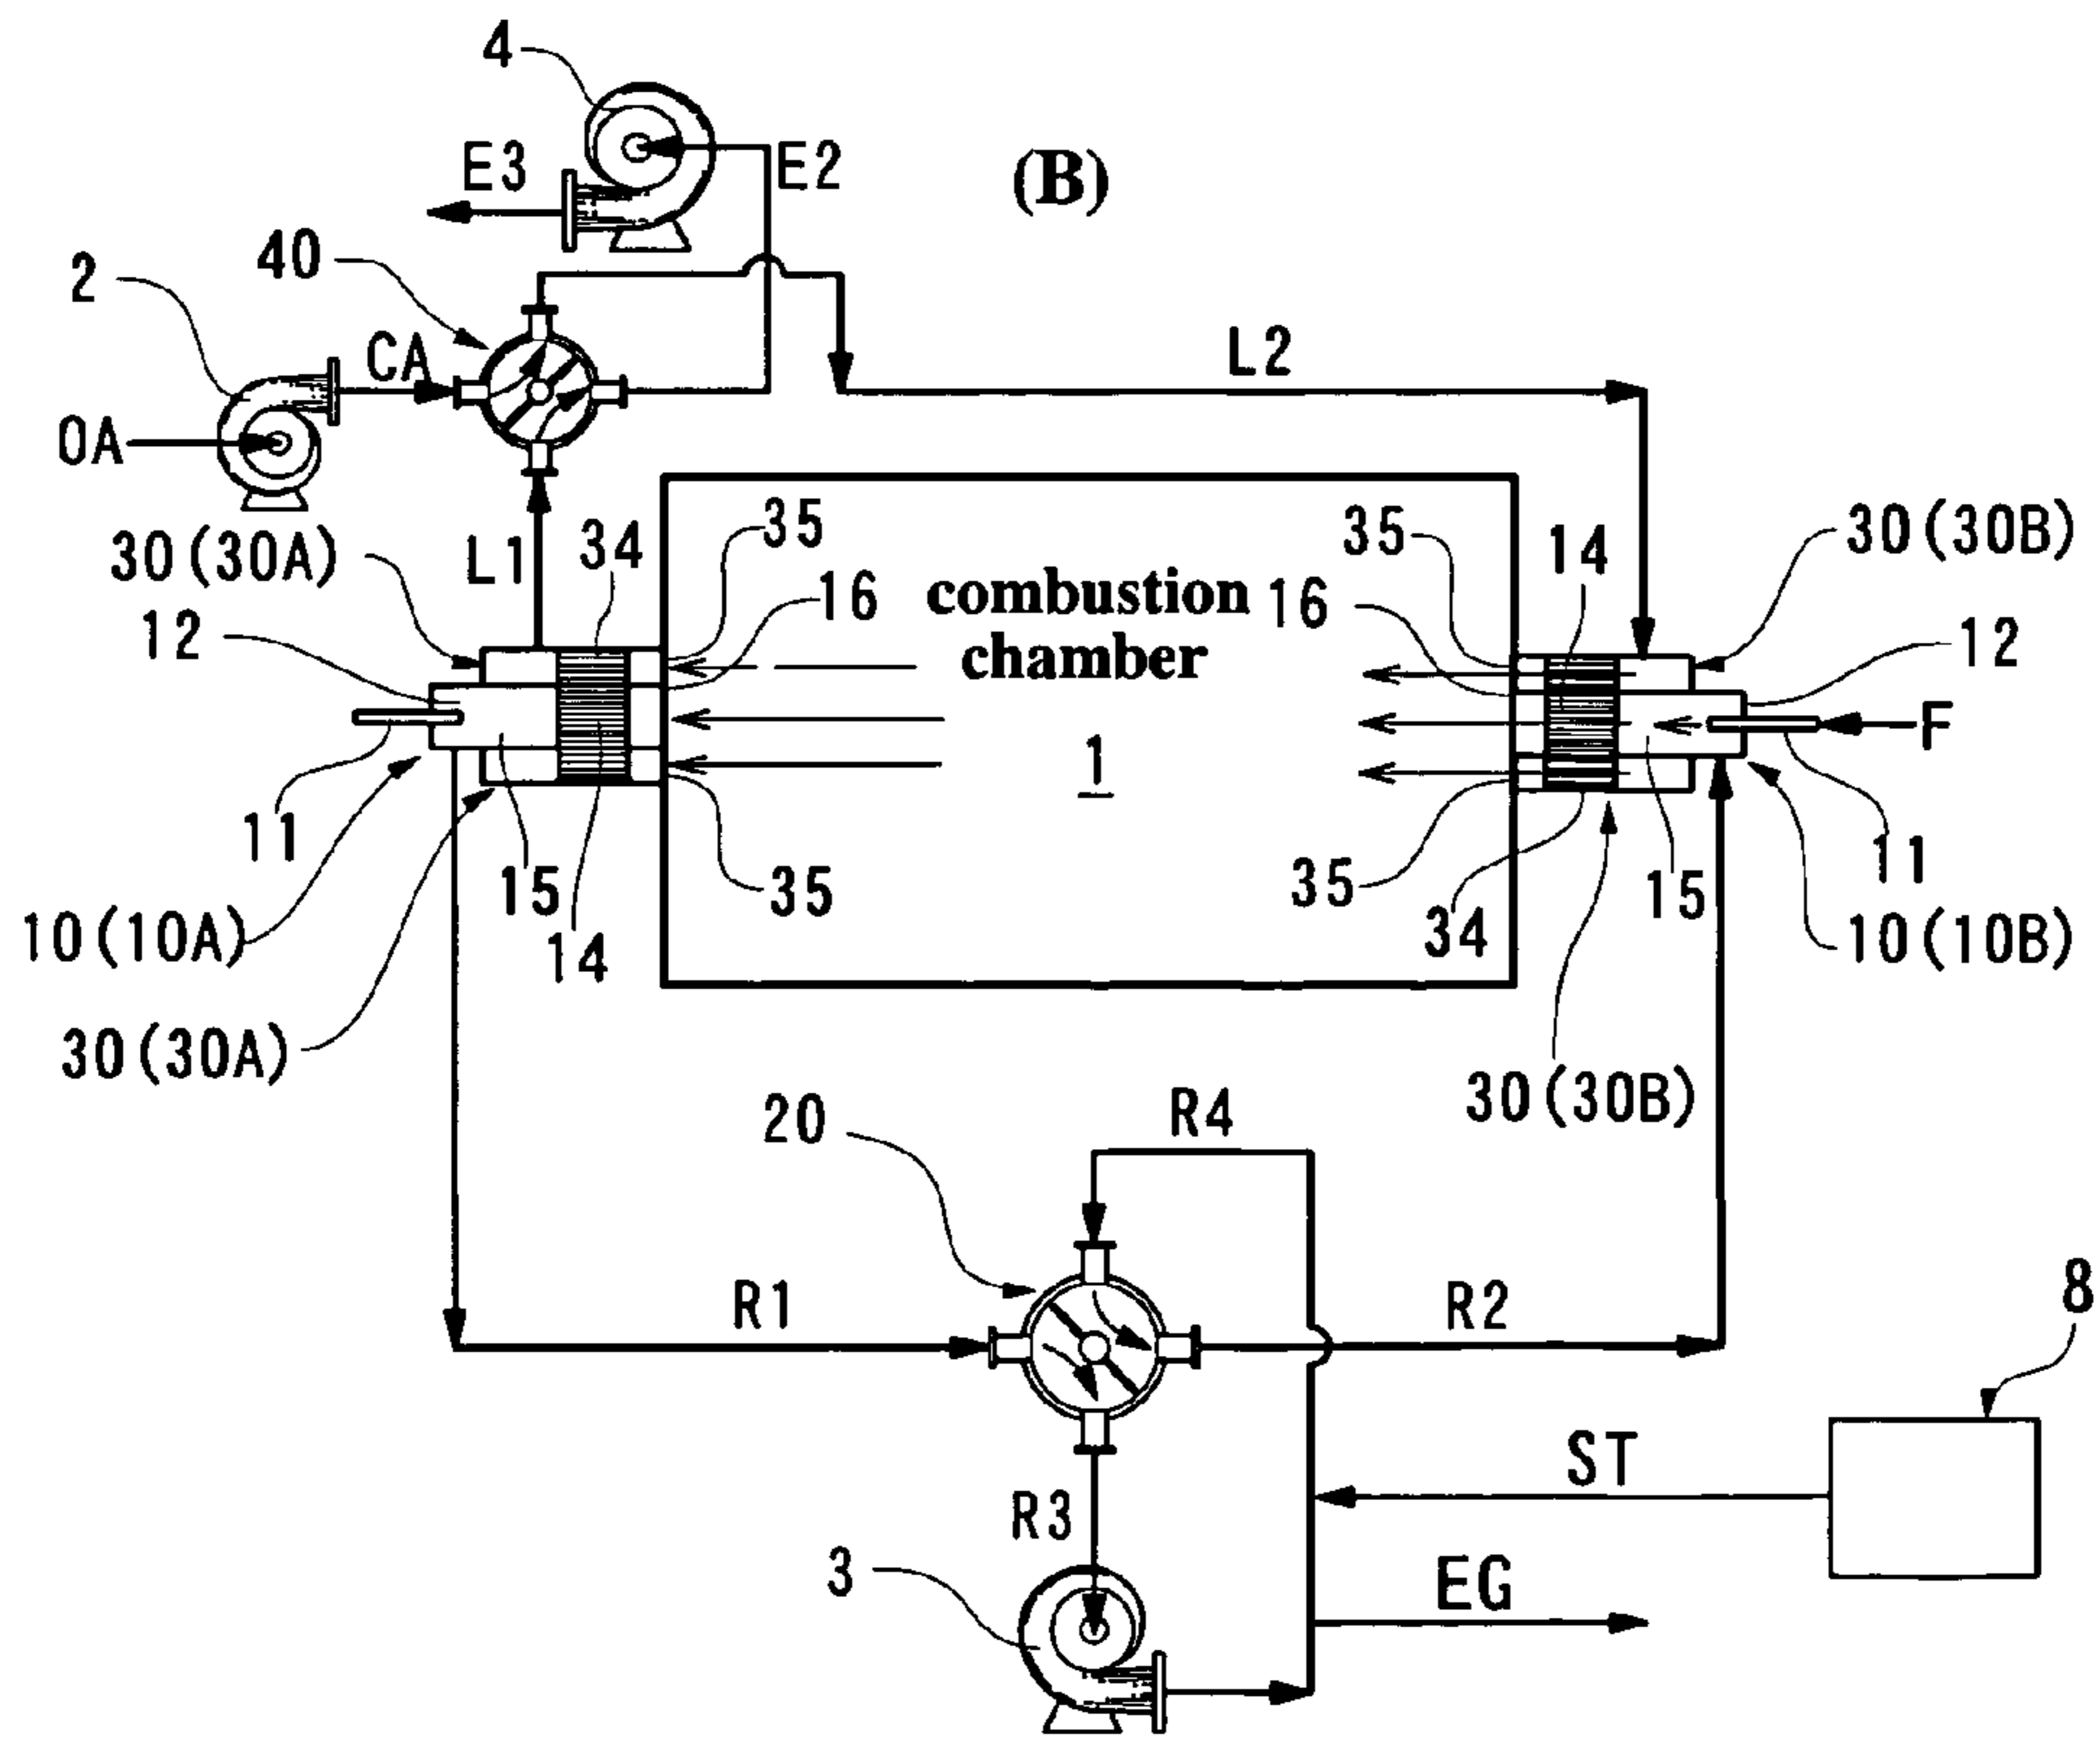 4
E3
E2
(B)
40
2
CA
OA
L2
30(30A)
L1
34
35
16
12
combustion
chamber
1
35
16
14
30(30B)
12
F
11
15
14
35
10(10A)
30(30A)
35
34
15
11
10(10B)
30(30B)
20
R4
R1
R2
8
ST
R3
3
EG